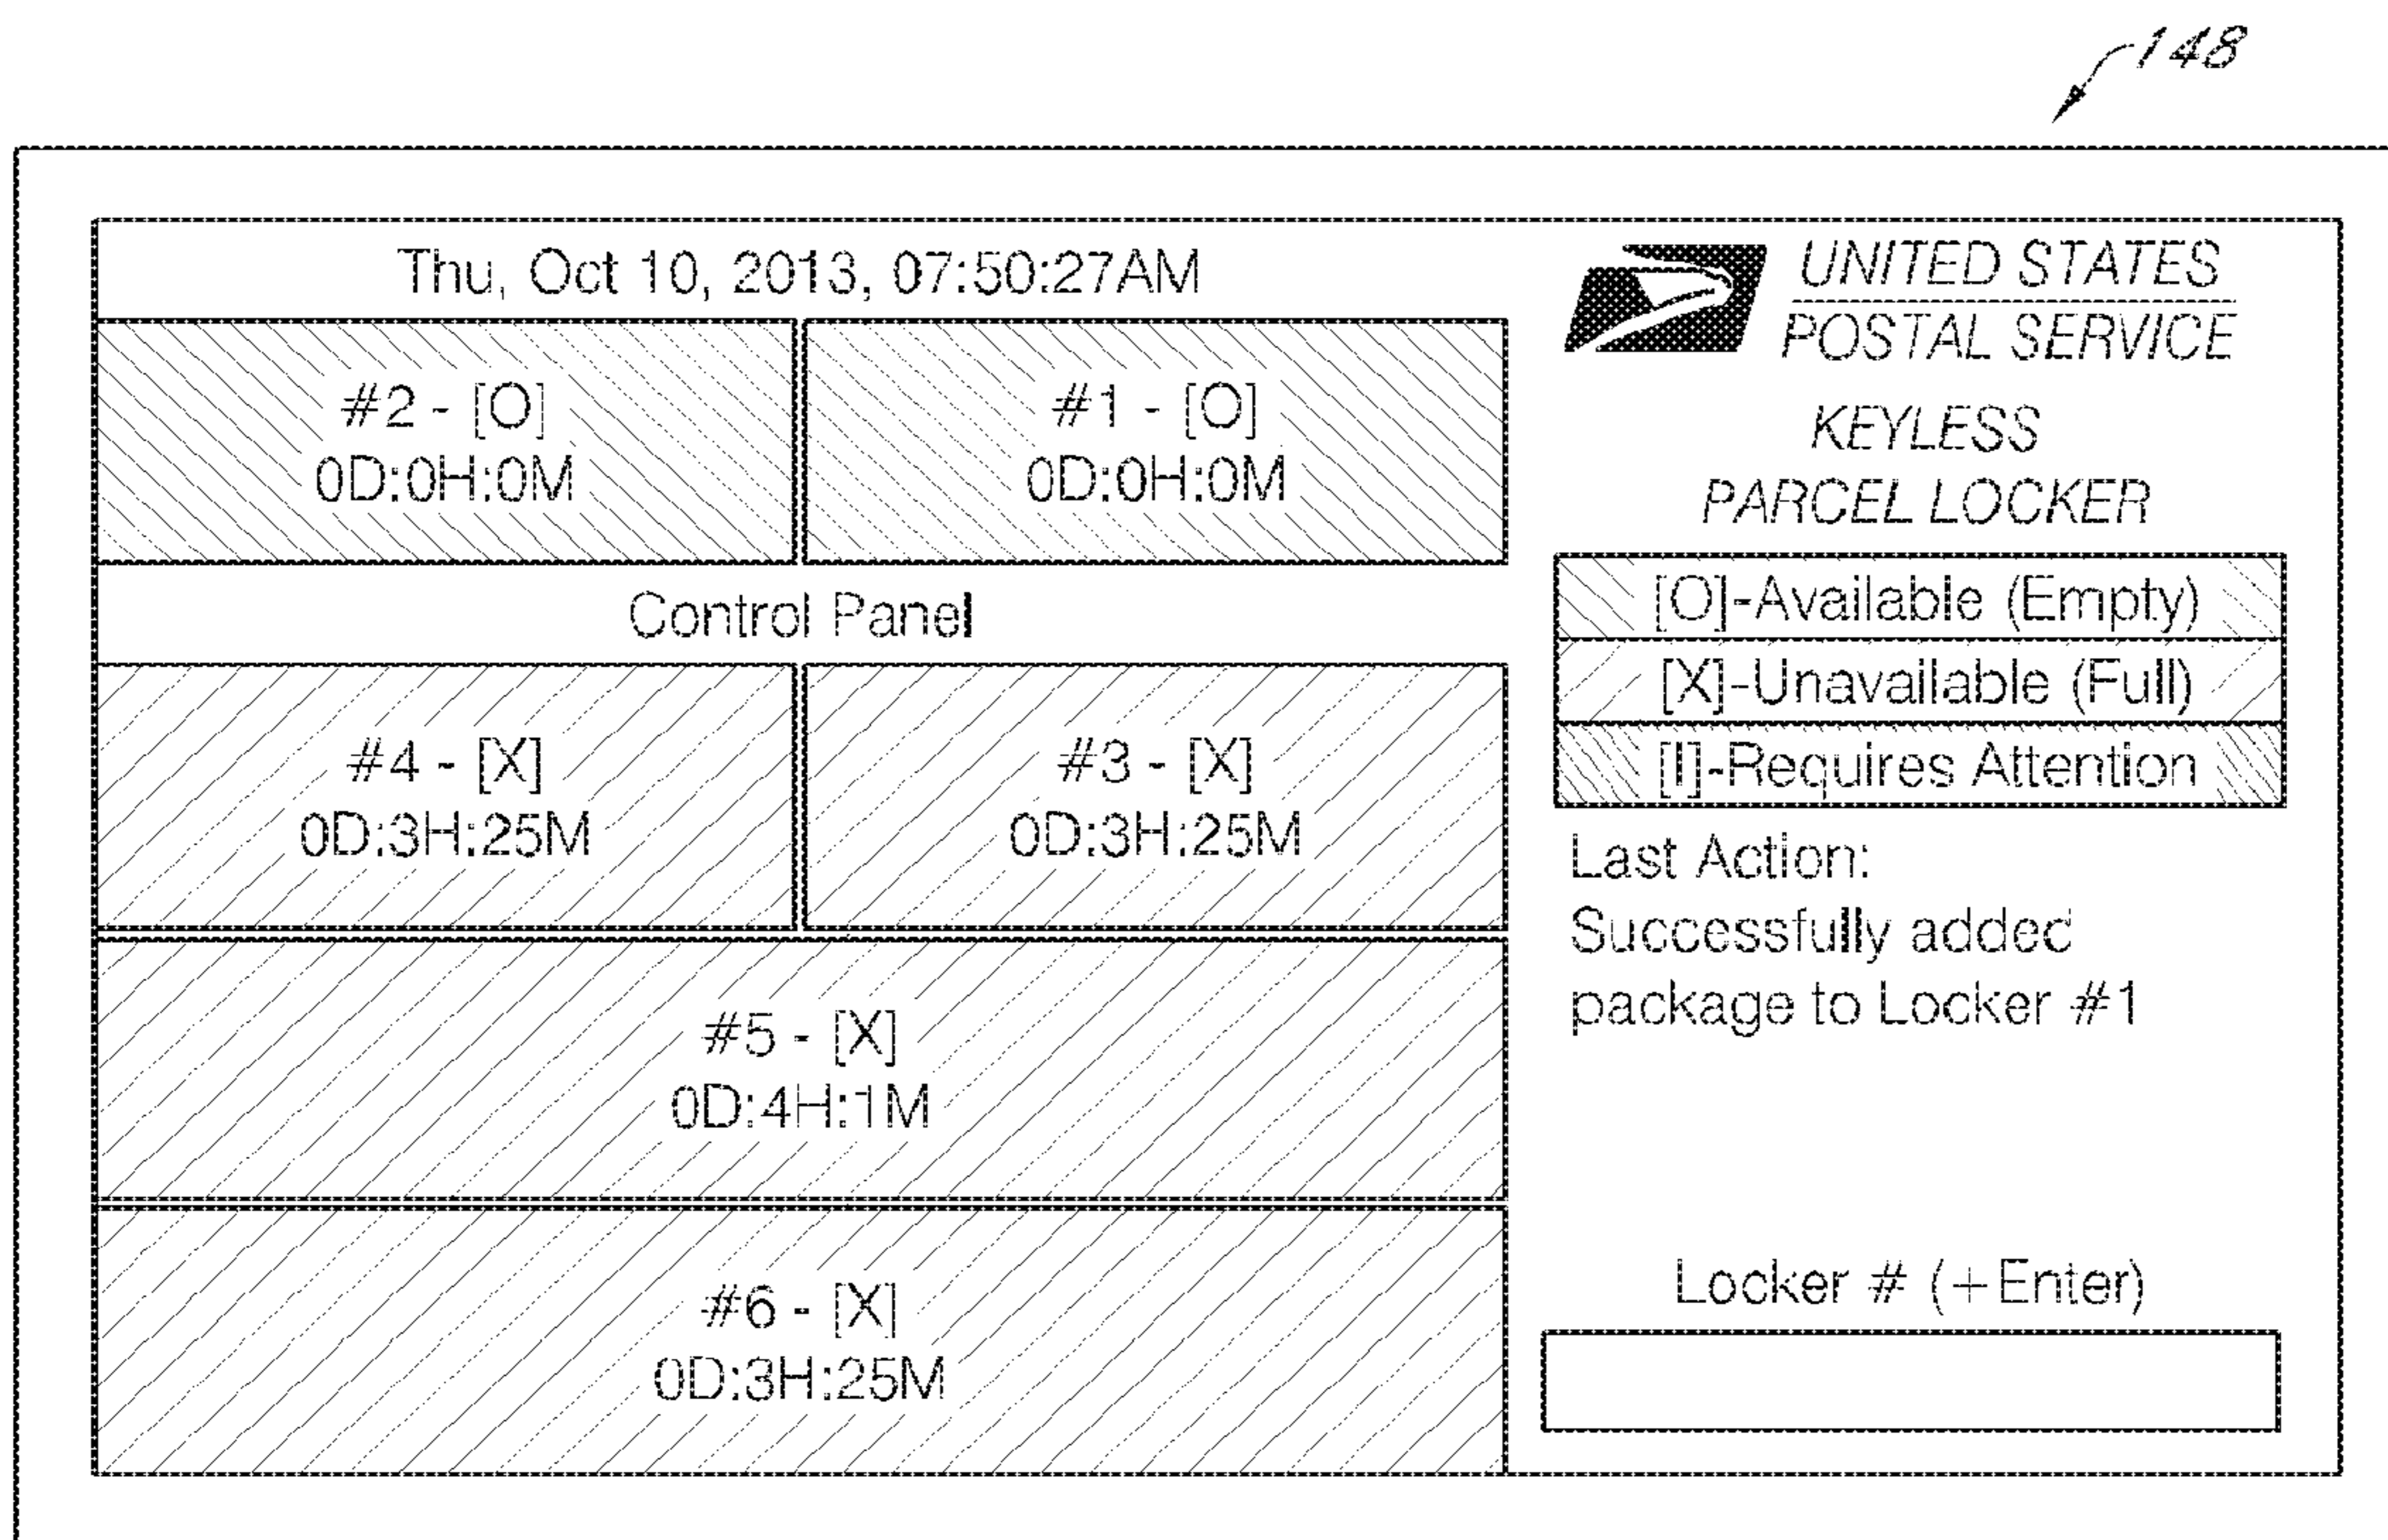 148
Thu, Oct 10, 2013, 07:50:27AM
#2 - [O]
0D:0H:0M
#1 - [O]
0D:0H:0M
Control Panel
#4 - [X]
0D:3H:25M
#3 - [X]
0D:3H:25M
#5 - [X]
0D:4H:1M
#6 - [X]
0D:3H:25M
UNITED STATES
POSTAL SERVICE
KEYLESS
PARCEL LOCKER
[O]-Available (Empty)
[X]-Unavailable (Full)
[I]-Requires Attention
Last Action:
Successfully added
package to Locker #1
Locker # (+Enter)